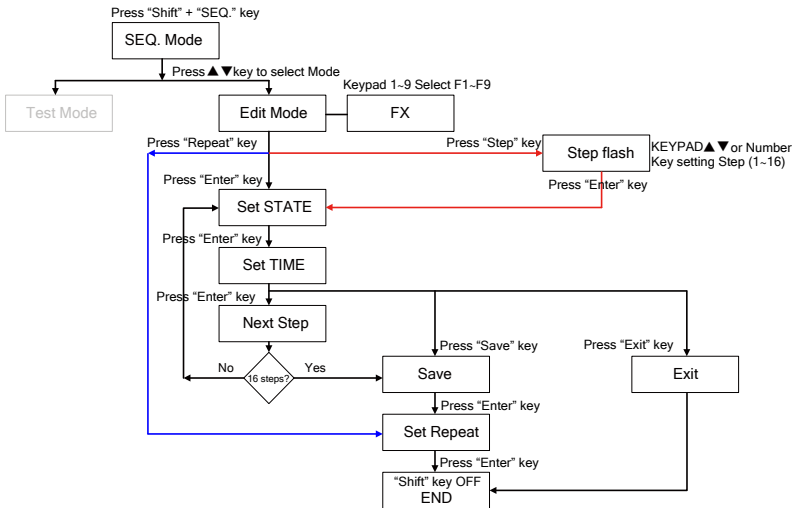 Press “Shift” + “SEQ.” key
SEQ. Mode
Press ▲ ▼key to select Mode
Test Mode
Edit Mode
Keypad 1~9 Select F1~F9
FX
Press “Repeat” key
Press “Step” key
Step flash
KEYPAD▲ ▼ or Number
Key setting Step (1~16)
Press “Enter” key
Press “Enter” key
Set STATE
Press “Enter” key
Set TIME
Press “Enter” key
Next Step
Press “Save” key
Press “Exit” key
No
16 steps?
Yes
Save
Exit
Press “Enter” key
Set Repeat
Press “Enter” key
“Shift” key OFF
END